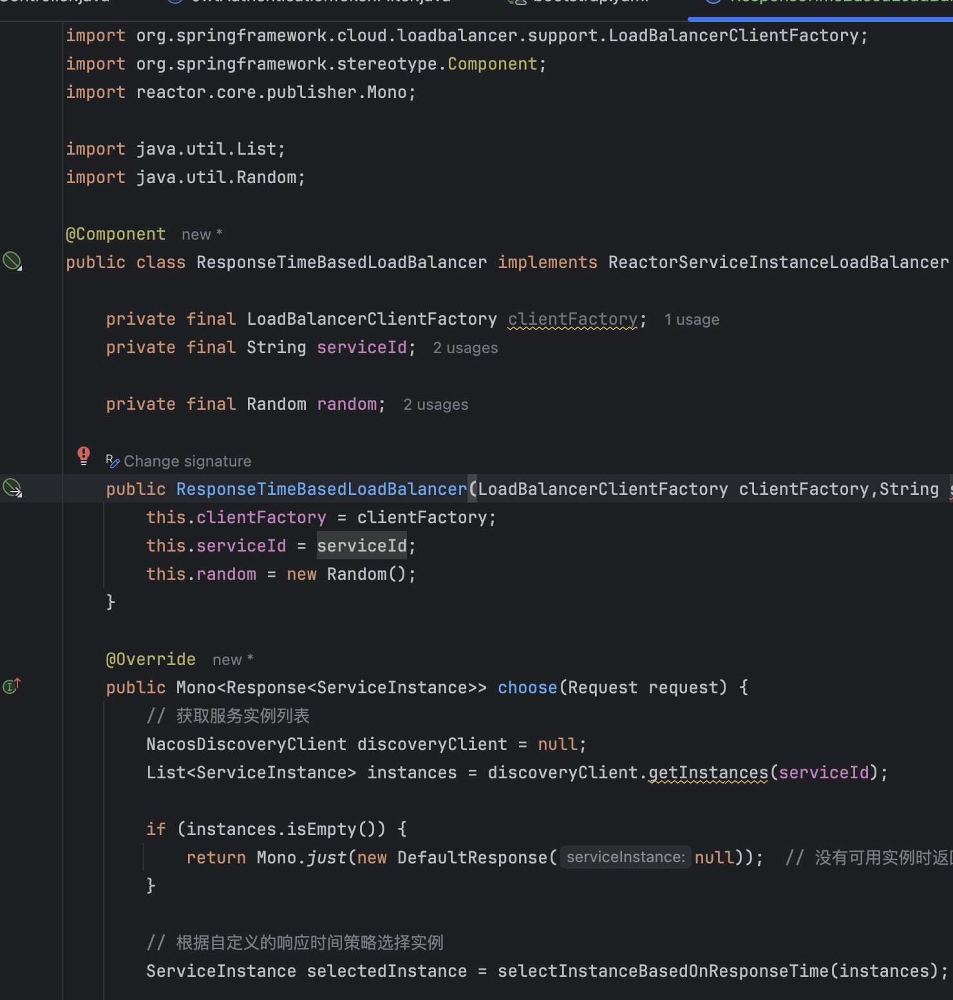 import org.springframework.cloud.loadbalancer.support.LoadBalancerClientFactory;
import org.springframework.stereotype.Component;
import reactor.core.publisher.Mono;
import java.util.List;
import java.util.Random;
@Component new *
public class ResponseTimeBasedLoadBalancer implements ReactorServiceInstanceLoadBalancer
private final LoadBalancerClientFactory clientFactory; 1 usage
private final String serviceId; 2 usages
private final Random random; 2 usages
Change signature
public ResponseTimeBasedLoadBalancer(LoadBalancerClientFactory clientFactory,String
this.clientFactory = clientFactory;
this.serviceId = serviceId;
this.random = new Random();
}
@Override new *
public Mono<Response<ServiceInstance>> choose(Request request) {
// 获取服务实例列表
NacosDiscoveryClient discoveryClient = null;
List<ServiceInstance> instances = discoveryClient.getInstances(serviceId);
if (instances.isEmpty()) {
return Mono.just(new DefaultResponse( serviceInstance: null)); // 没有可用实例时返
}
// 根据自定义的响应时间策略选择实例
ServiceInstance selectedInstance = selectInstanceBasedOnResponseTime(instances);